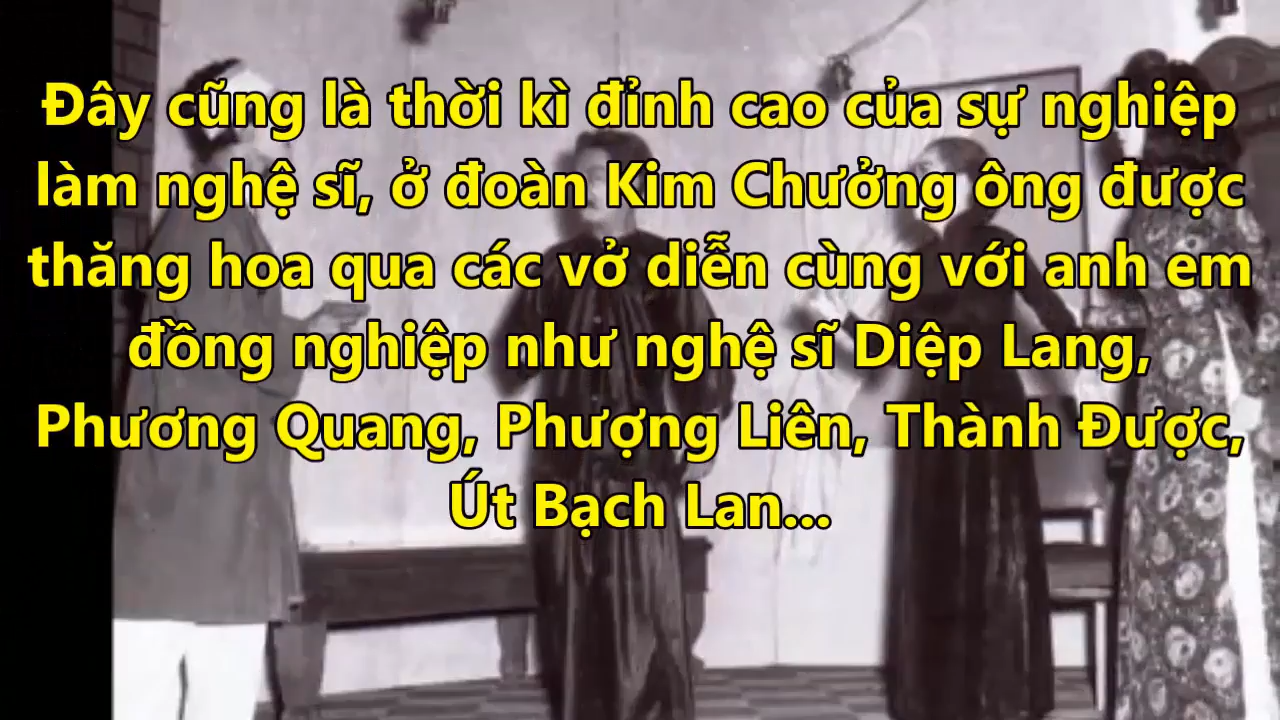 Đây cũng là thời kì đỉnh cao của sự nghiệp
làm nghệ sĩ, ở đoàn Kim Chưởng ông được
thăng hoa qua các vở diễn cùng với anh em
đồng nghiệp như nghệ sĩ Diệp Lang,
Phương Quang, Phượng Liên, Thành Được,
Út Bạch Lan...